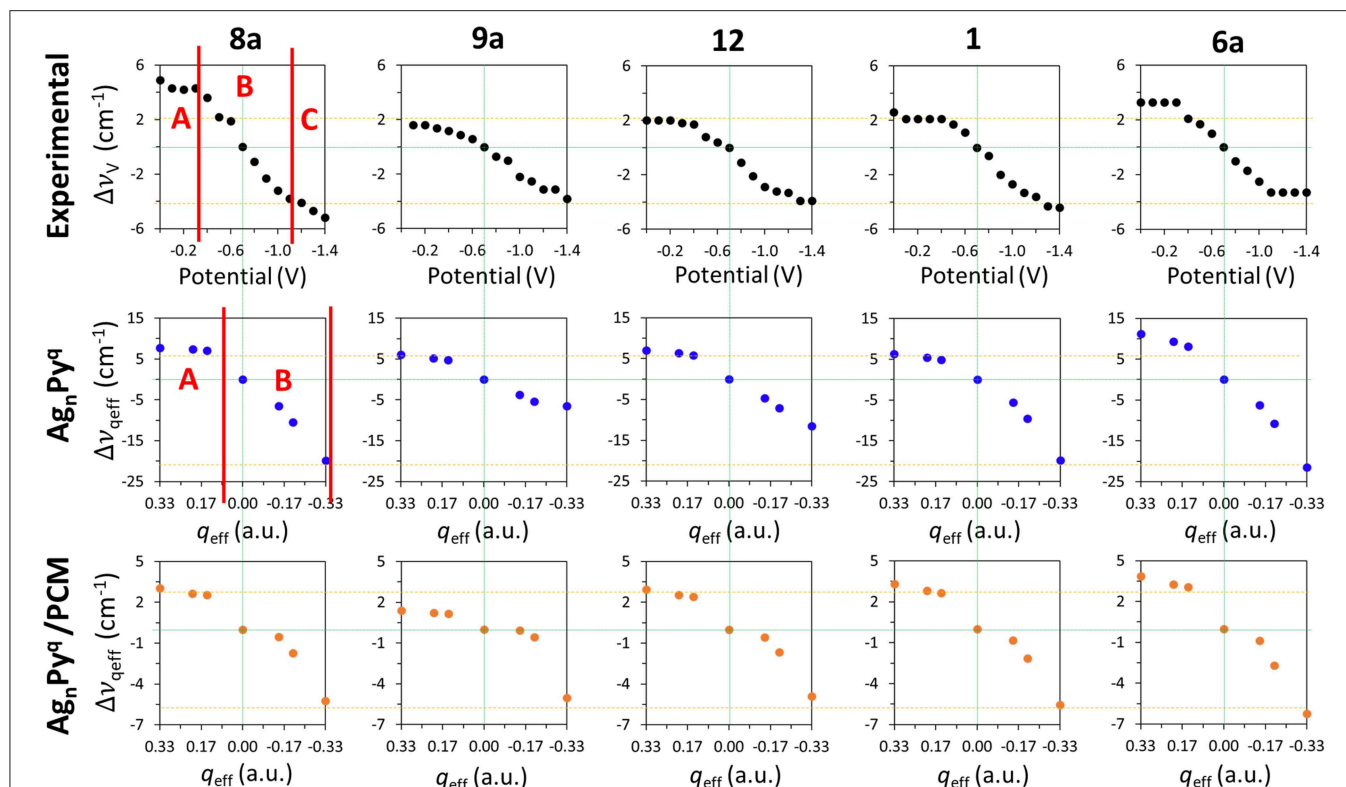 8a 9a 12 1 6a
Experimental
Δν_V (cm⁻¹)
6 6 6 6 6
A B C
2 2 2 2 2
-2 -2 -2 -2 -2
-6 -6 -6 -6 -6
-0.2 -0.6 -1.0 -1.4 -0.2 -0.6 -1.0 -1.4 -0.2 -0.6 -1.0 -1.4 -0.2 -0.6 -1.0 -1.4 -0.2 -0.6 -1.0 -1.4
Potential (V) Potential (V) Potential (V) Potential (V) Potential (V)
AgₙPy^q
Δν_qeff (cm⁻¹)
15 15 15 15 15
5 5 5 5 5
A B
-5 -5 -5 -5 -5
-15 -15 -15 -15 -15
-25 -25 -25 -25 -25
0.33 0.17 0.00 -0.17 -0.33 0.33 0.17 0.00 -0.17 -0.33 0.33 0.17 0.00 -0.17 -0.33 0.33 0.17 0.00 -0.17 -0.33 0.33 0.17 0.00 -0.17 -0.33
q_eff (a.u.) q_eff (a.u.) q_eff (a.u.) q_eff (a.u.) q_eff (a.u.)
AgₙPy^q /PCM
Δν_qeff (cm⁻¹)
5 5 5 5 5
2 2 2 2 2
-1 -1 -1 -1 -1
-4 -4 -4 -4 -4
-7 -7 -7 -7 -7
0.33 0.17 0.00 -0.17 -0.33 0.33 0.17 0.00 -0.17 -0.33 0.33 0.17 0.00 -0.17 -0.33 0.33 0.17 0.00 -0.17 -0.33 0.33 0.17 0.00 -0.17 -0.33
q_eff (a.u.) q_eff (a.u.) q_eff (a.u.) q_eff (a.u.) q_eff (a.u.)